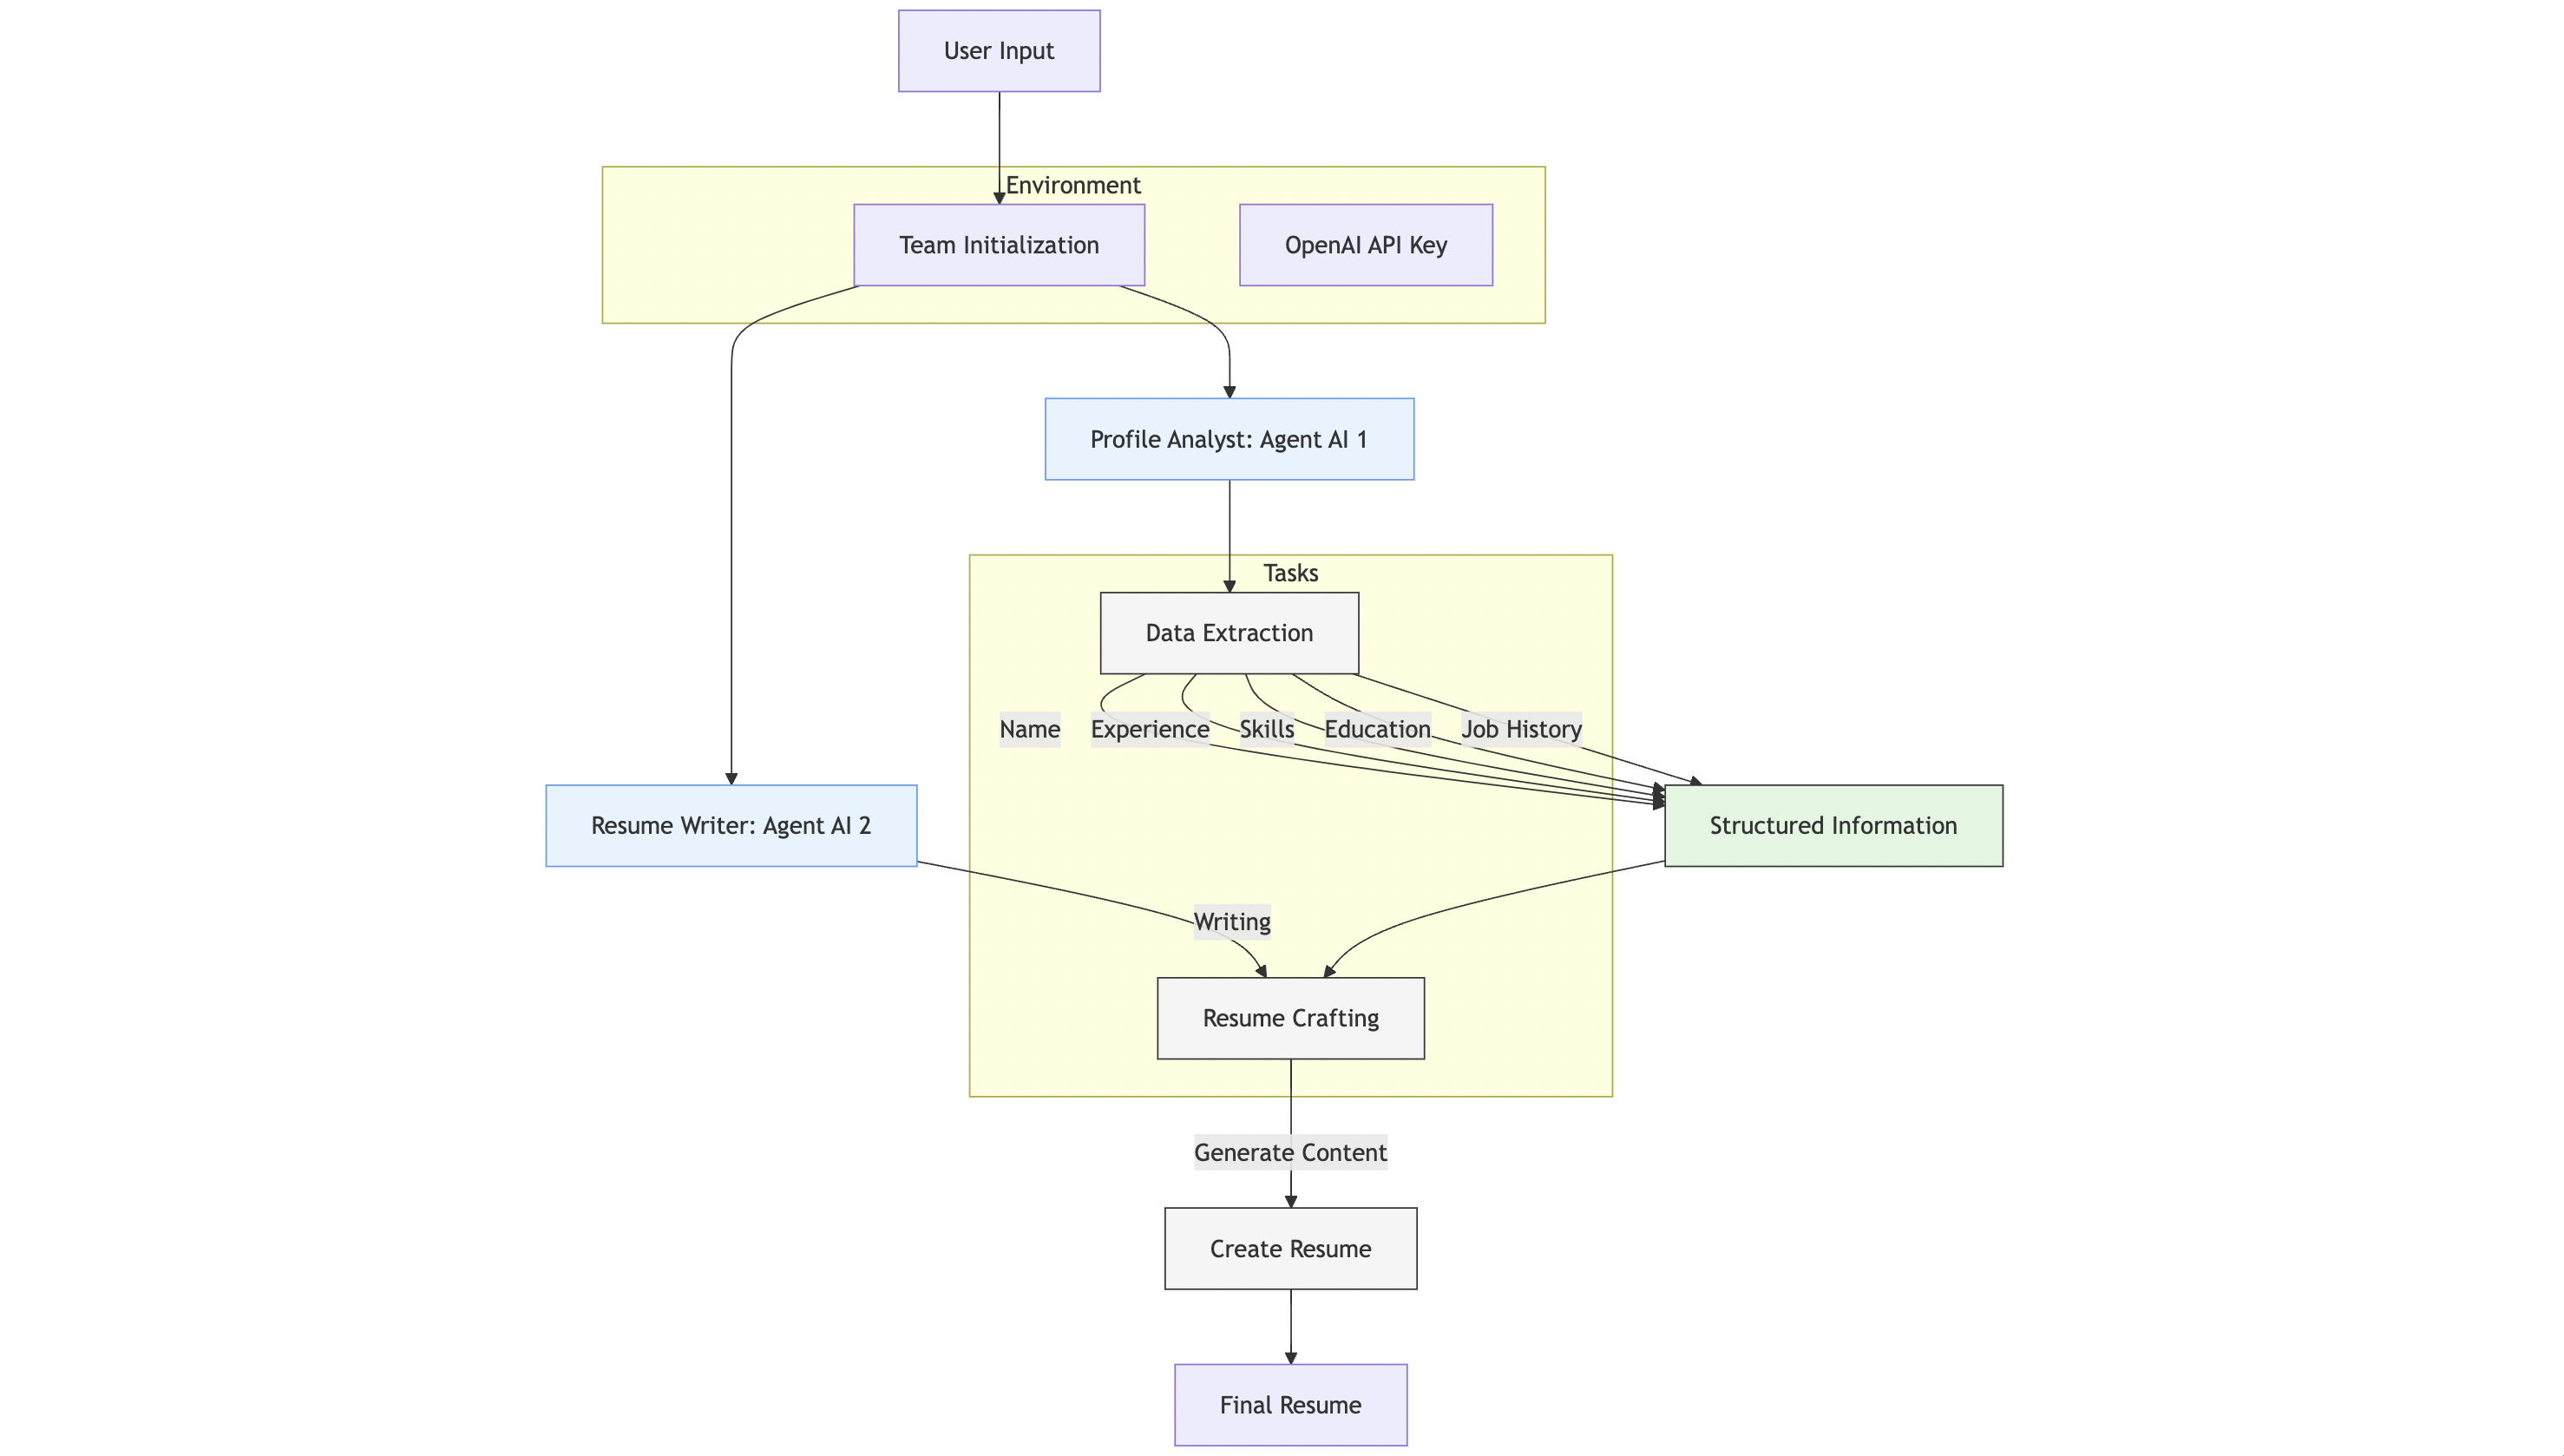 User Input
Environment
Team Initialization
OpenAI API Key
Profile Analyst: Agent AI 1
Tasks
Data Extraction
Name
Experience
Skills
Education
Job History
Resume Writer: Agent AI 2
Structured Information
Writing
Resume Crafting
Generate Content
Create Resume
Final Resume